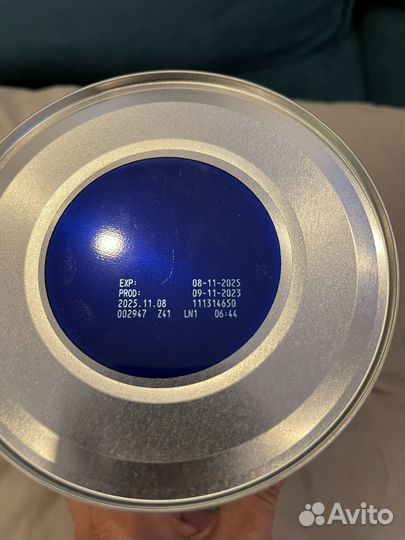 EXP: 08-11-2025
PROD: 09-11-2023
2025.11.08 111314650
002947 Z41 LN1 06:44
Avito